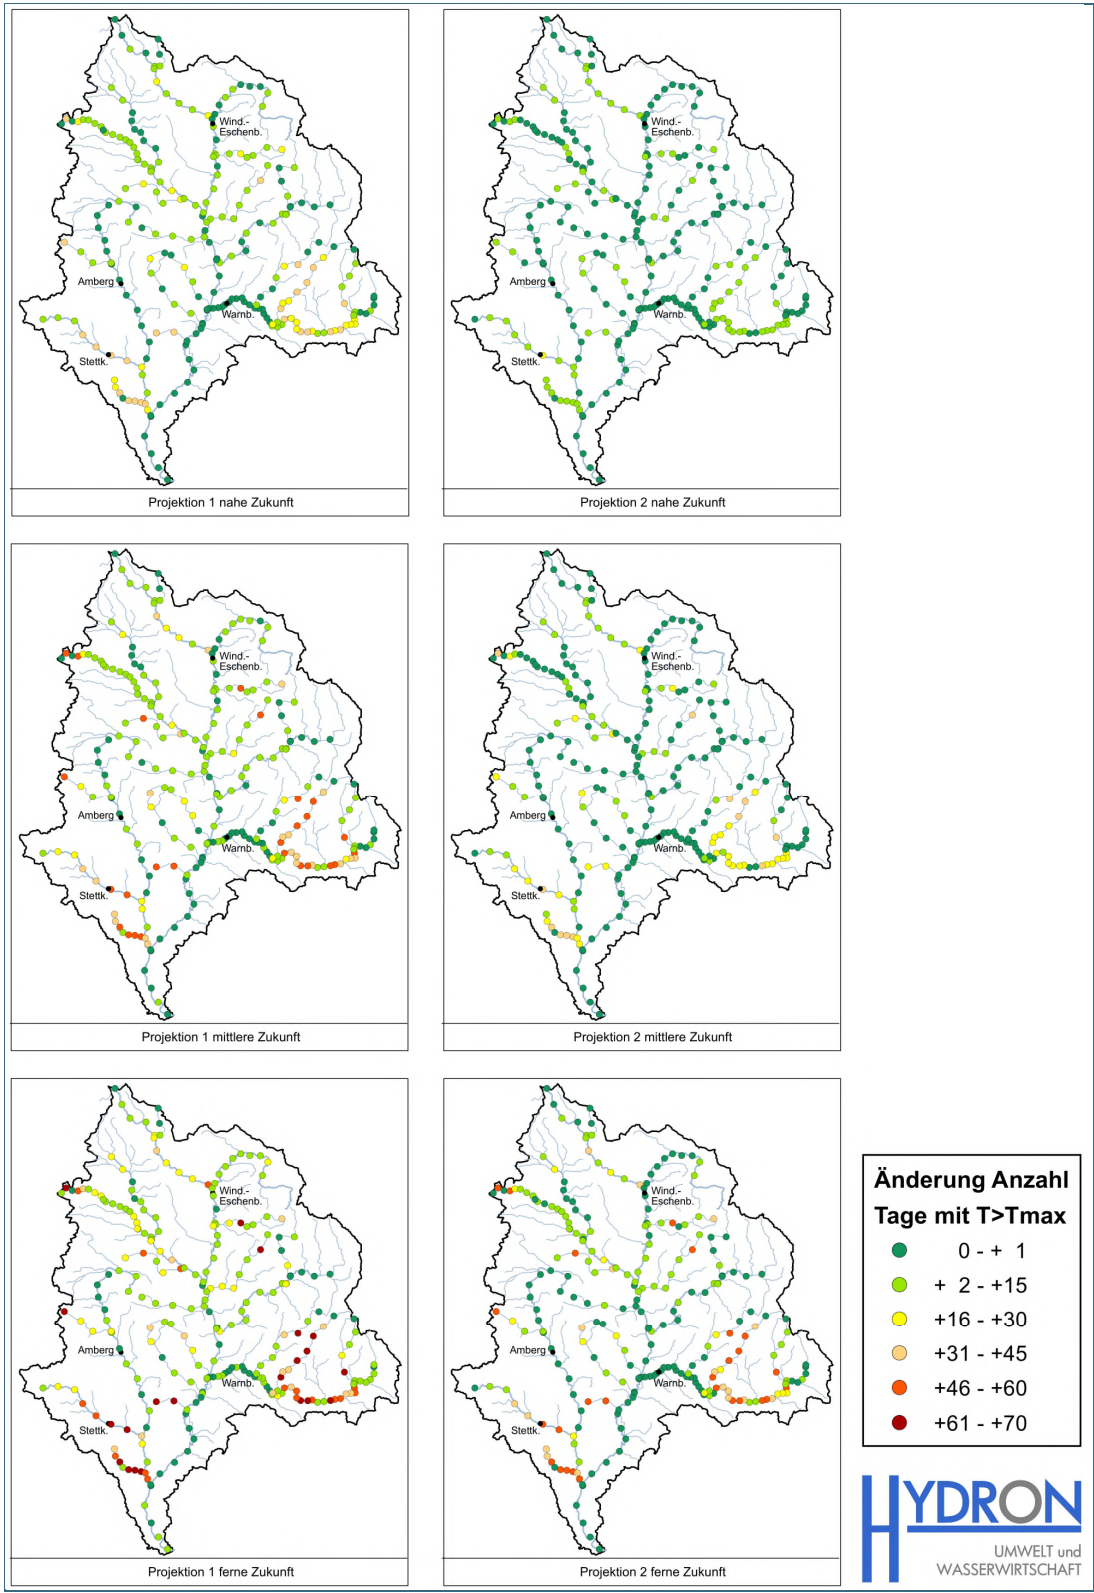 Wind.-
Eschenb.
Amberg
Warnb.
Stettk.
Projektion 1 nahe Zukunft
Wind.-
Eschenb.
Amberg
Warnb.
Stettk.
Projektion 2 nahe Zukunft
Wind.-
Eschenb.
Amberg
Warnb.
Stettk.
Projektion 1 mittlere Zukunft
Wind.-
Eschenb.
Amberg
Warnb.
Stettk.
Projektion 2 mittlere Zukunft
Wind.-
Eschenb.
Amberg
Warnb.
Stettk.
Projektion 1 ferne Zukunft
Wind.-
Eschenb.
Amberg
Warnb.
Stettk.
Projektion 2 ferne Zukunft
Änderung Anzahl
Tage mit T>Tmax
0 - + 1
+ 2 - +15
+16 - +30
+31 - +45
+46 - +60
+61 - +70
HYDRON
UMWELT und
WASSERWIRTSCHAFT